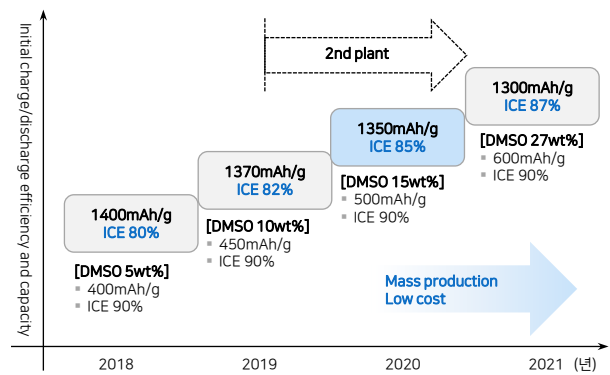 Initial charge/discharge efficiency and capacity
2nd plant
1300mAh/g
ICE 87%
[DMSO 27wt%]
▪ 600mAh/g
▪ ICE 90%
1350mAh/g
ICE 85%
[DMSO 15wt%]
▪ 500mAh/g
▪ ICE 90%
1370mAh/g
ICE 82%
[DMSO 10wt%]
▪ 450mAh/g
▪ ICE 90%
1400mAh/g
ICE 80%
[DMSO 5wt%]
▪ 400mAh/g
▪ ICE 90%
Mass production
Low cost
2018 2019 2020 2021 (년)